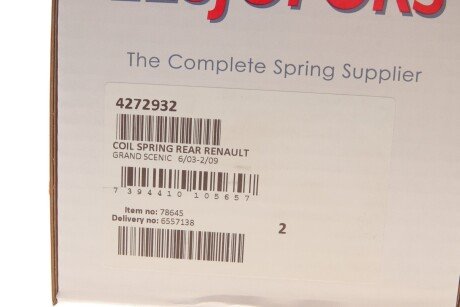 The Complete Spring Supplier
4272932
COIL SPRING REAR RENAULT
GRAND SCENIC 6/03-2/09
7 394410 105657
Item no: 78645
Delivery no: 6557138
2